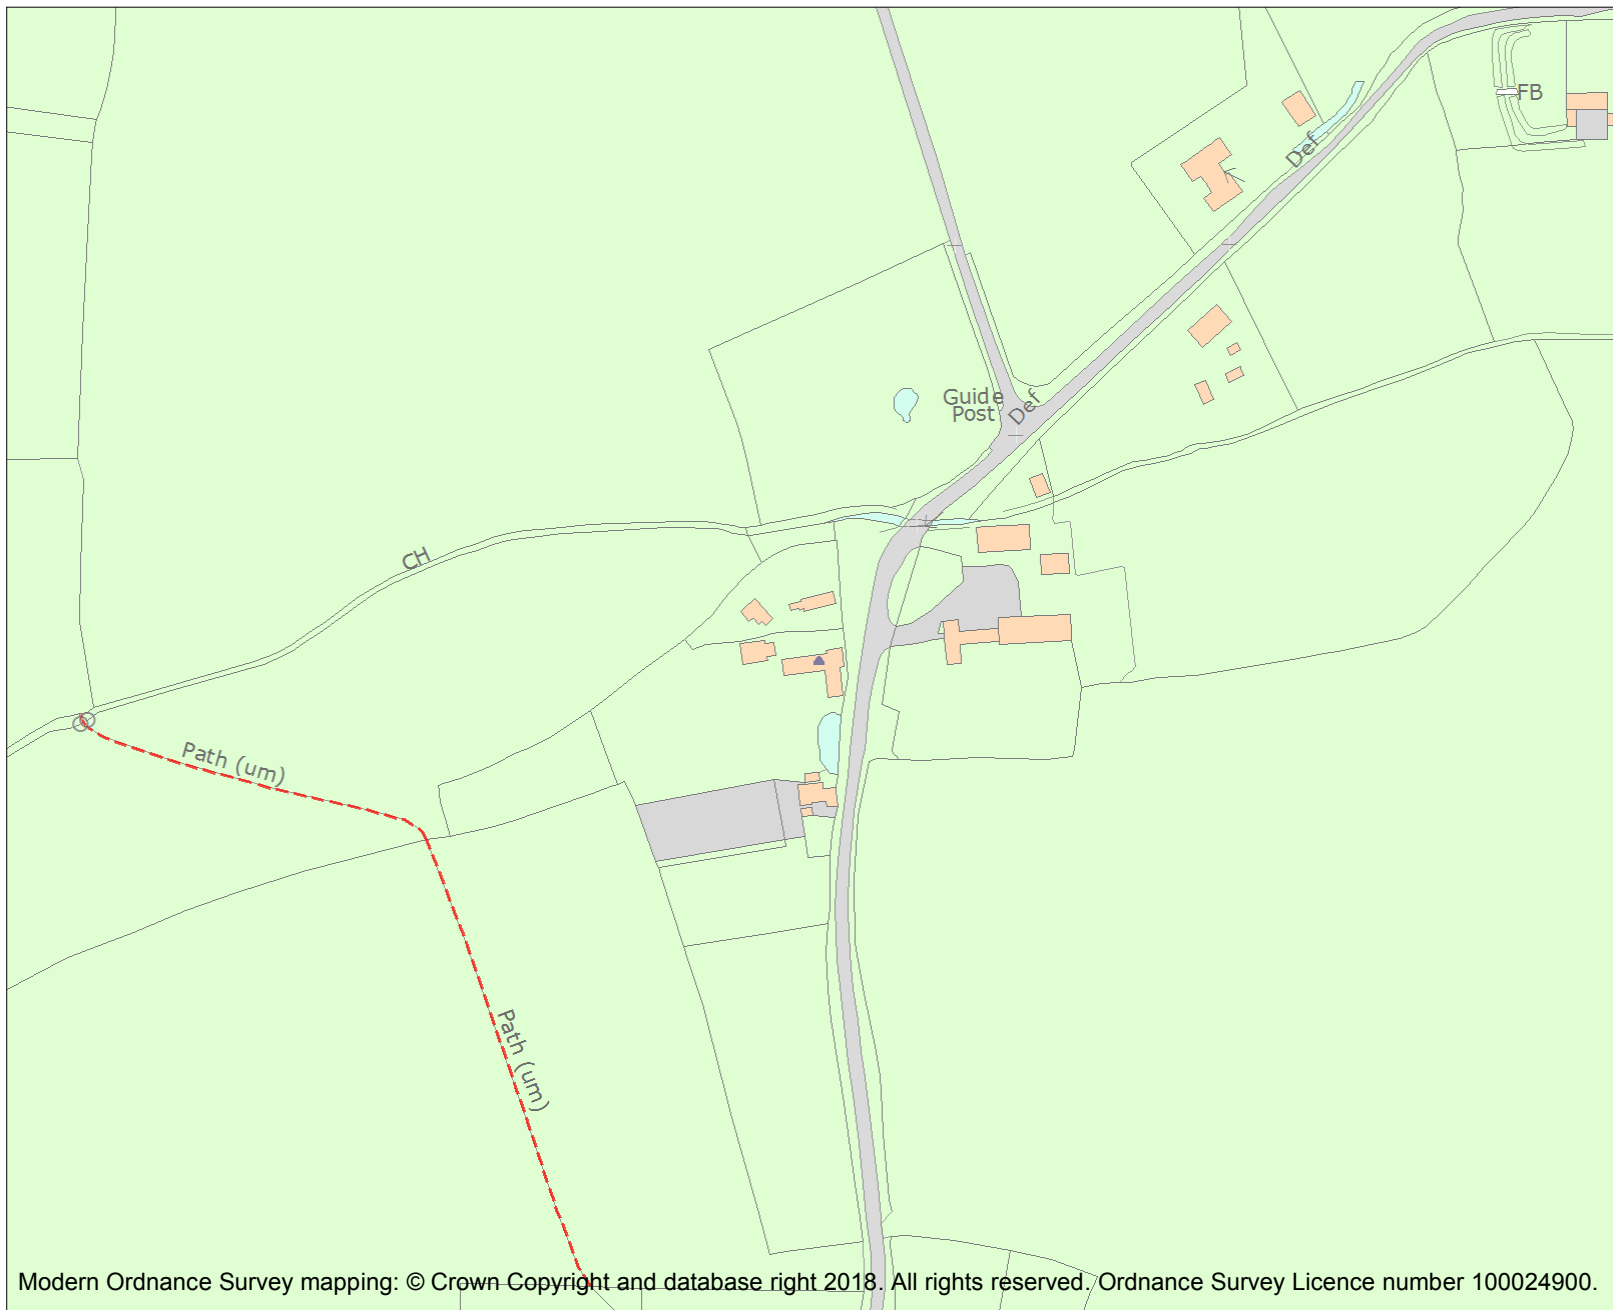 FB
Def
Guide
Post
Def
CH
Path (um)
Path (um)
Modern Ordnance Survey mapping: © Crown Copyright and database right 2018. All rights reserved. Ordnance Survey Licence number 100024900.